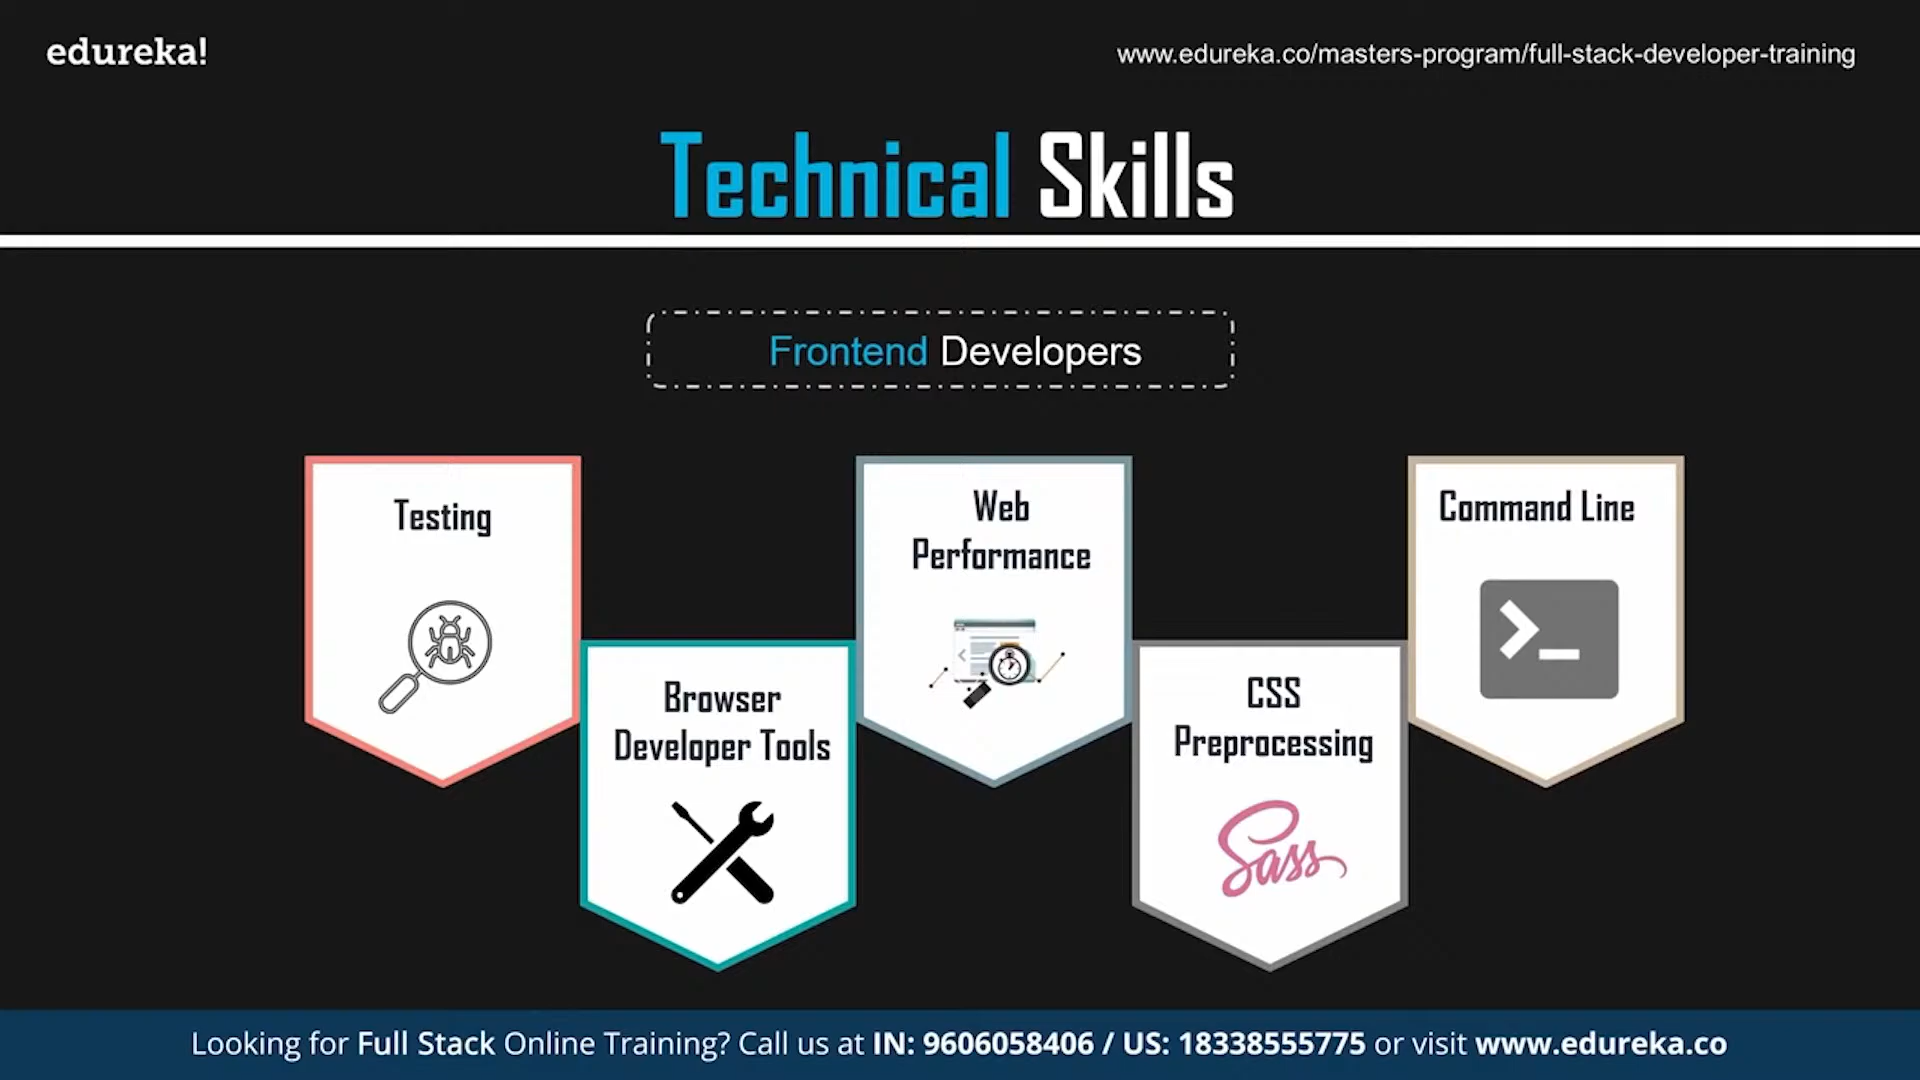 edureka!
www.edureka.co/masters-program/full-stack-developer-training
Technical Skills
Frontend Developers
Testing
Browser
Developer Tools
Web
Performance
CSS
Preprocessing
Sass
Command Line
Looking for Full Stack Online Training? Call us at IN: 9606058406 / US: 18338555775 or visit www.edureka.co